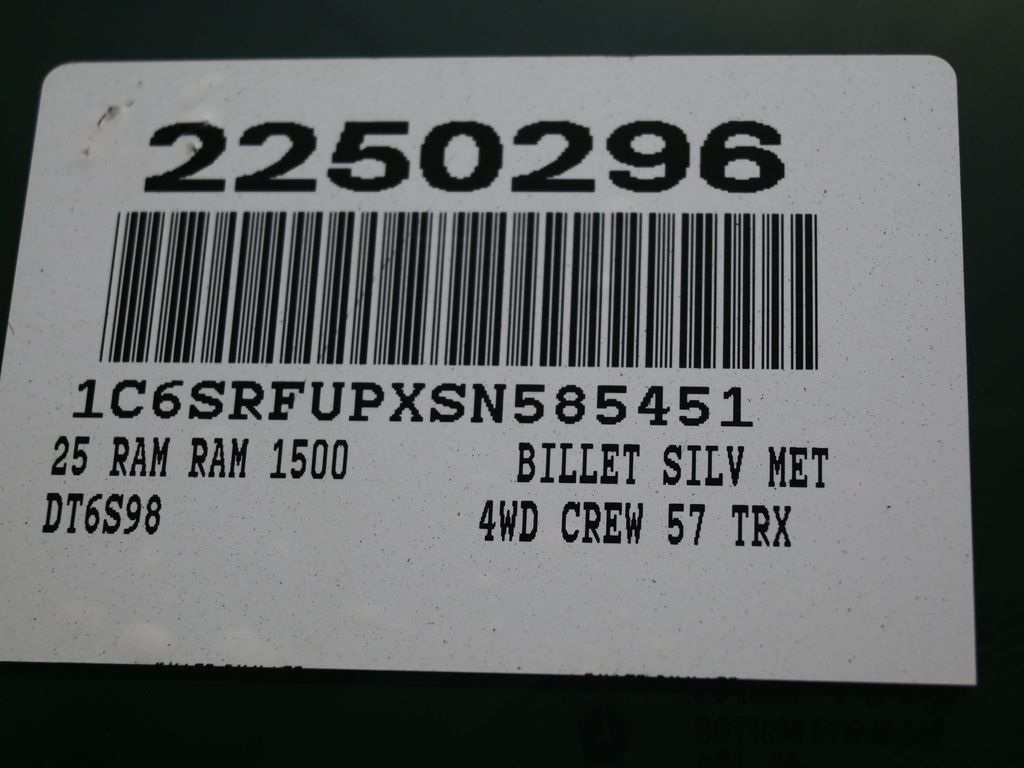 2250296
1C6SRFUPXSN585451
25 RAM RAM 1500 BILLET SILV MET
DT6S98 4WD CREW 57 TRX